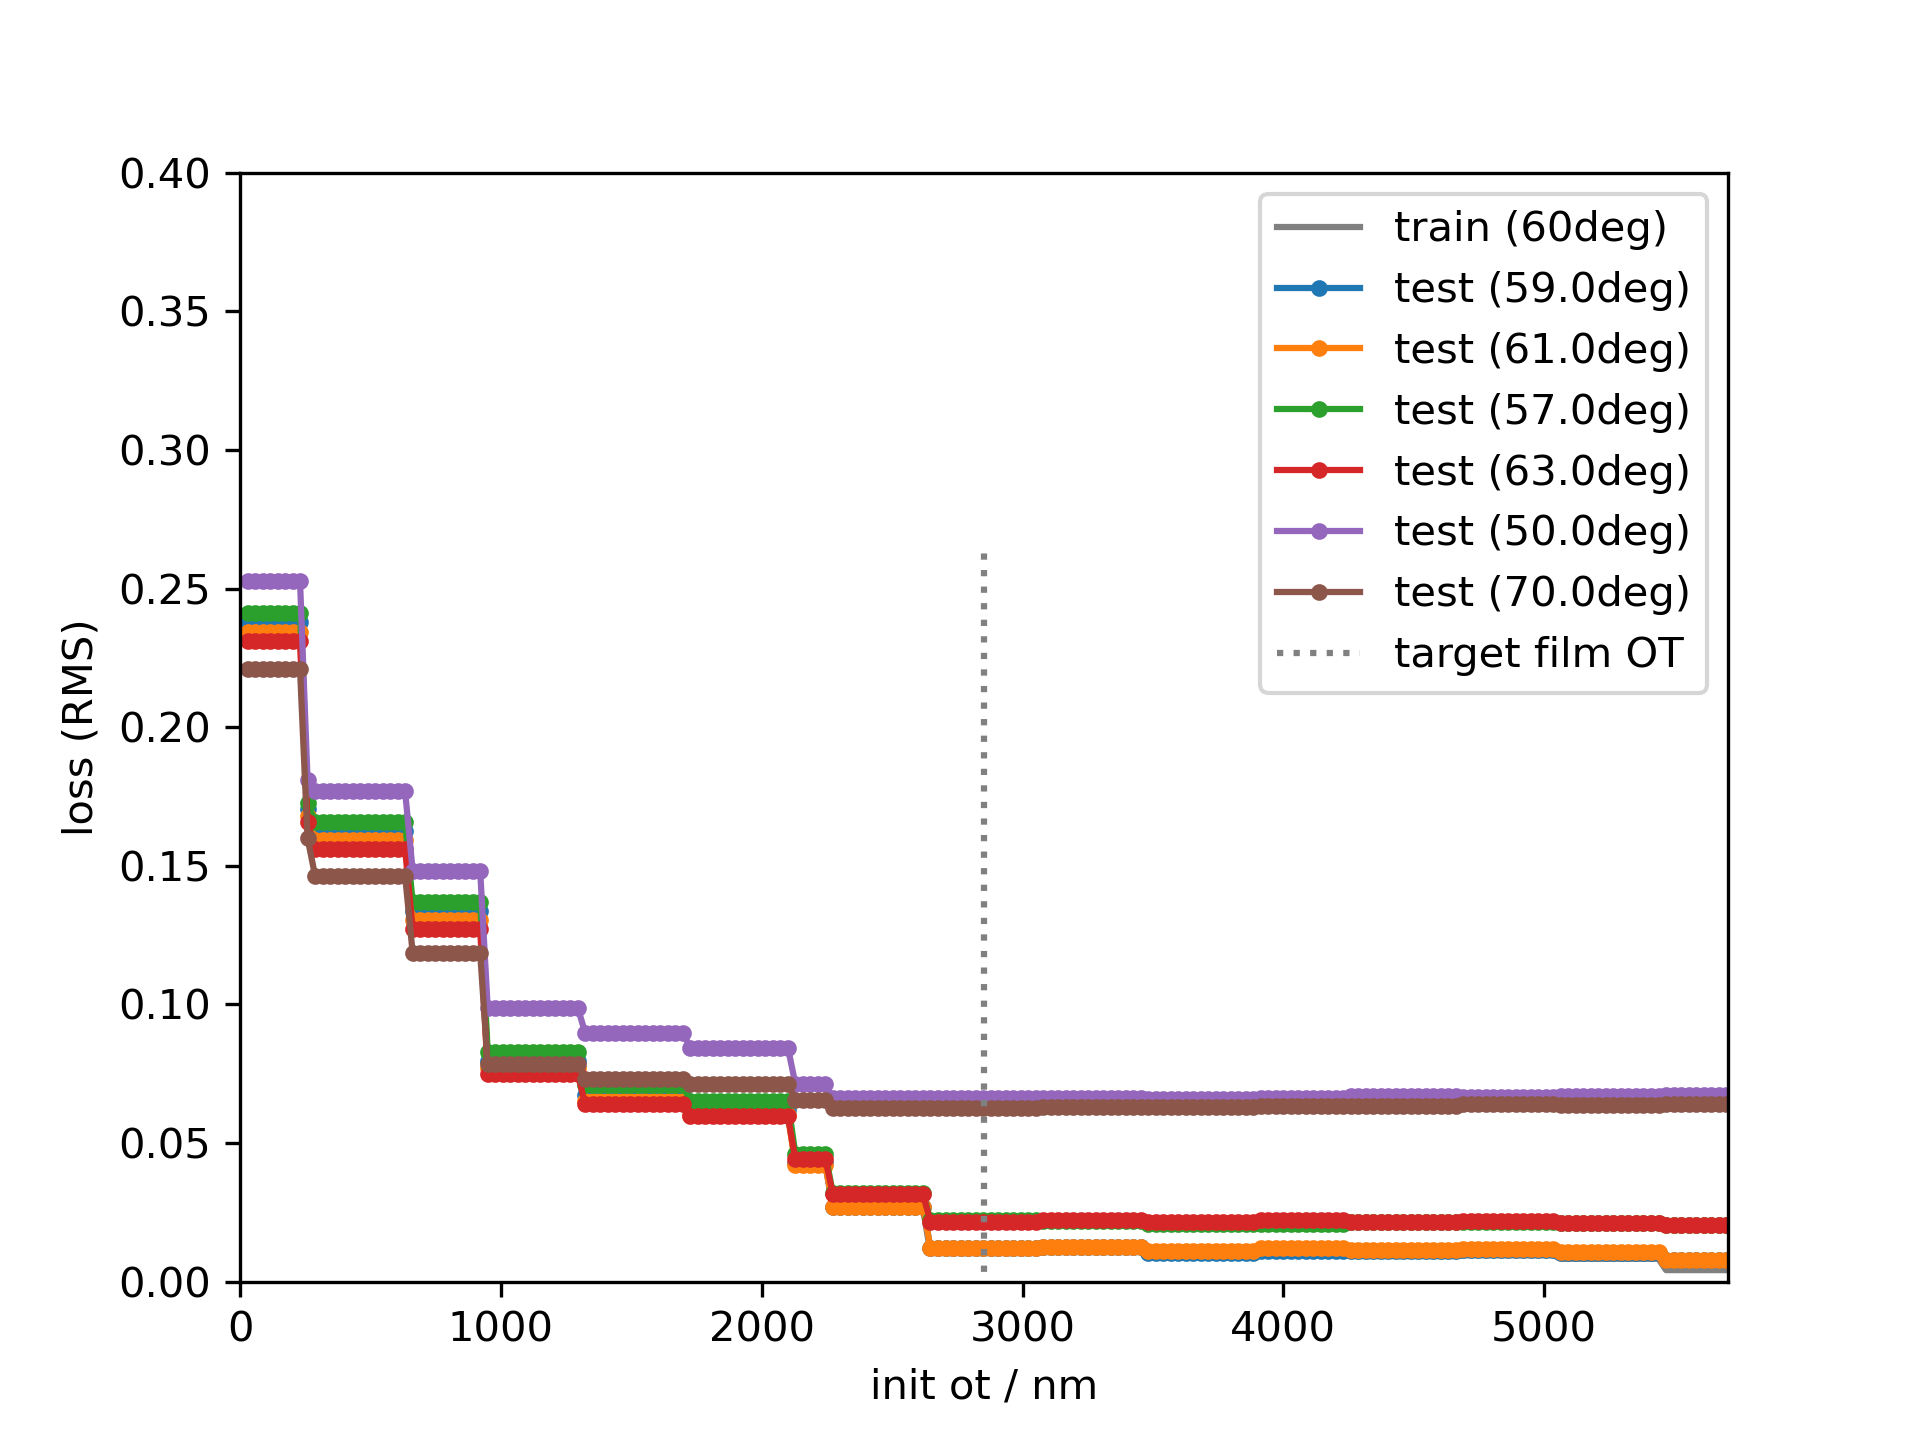 0.40
0.35
0.30
0.25
0.20
0.15
0.10
0.05
0.00
loss (RMS)
0
1000
2000
3000
4000
5000
init ot / nm
train (60deg)
test (59.0deg)
test (61.0deg)
test (57.0deg)
test (63.0deg)
test (50.0deg)
test (70.0deg)
target film OT